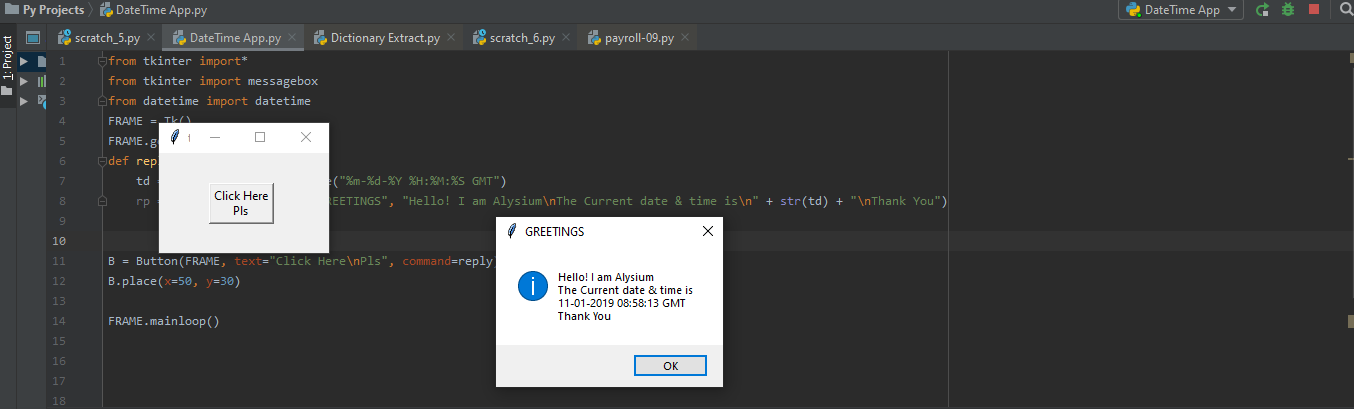 Py Projects DateTime App.py
DateTime App
1: Project
scratch_5.py DateTime App.py Dictionary Extract.py scratch_6.py payroll-09.py
1 from tkinter import*
2 from tkinter import messagebox
3 from datetime import datetime
4 FRAME = Tk()
5 FRAME.g
6 def rep
7 td = e("%m-%d-%Y %H:%M:%S GMT")
8 rp = REETINGS", "Hello! I am Alysium\nThe Current date & time is\n" + str(td) + "\nThank You")
10
11 B = Button(FRAME, text="Click Here\nPls", command=reply
12 B.place(x=50, y=30)
13
14 FRAME.mainloop()
15
16
17
18
t
Click Here
Pls
GREETINGS
Hello! I am Alysium
The Current date & time is
11-01-2019 08:58:13 GMT
Thank You
OK